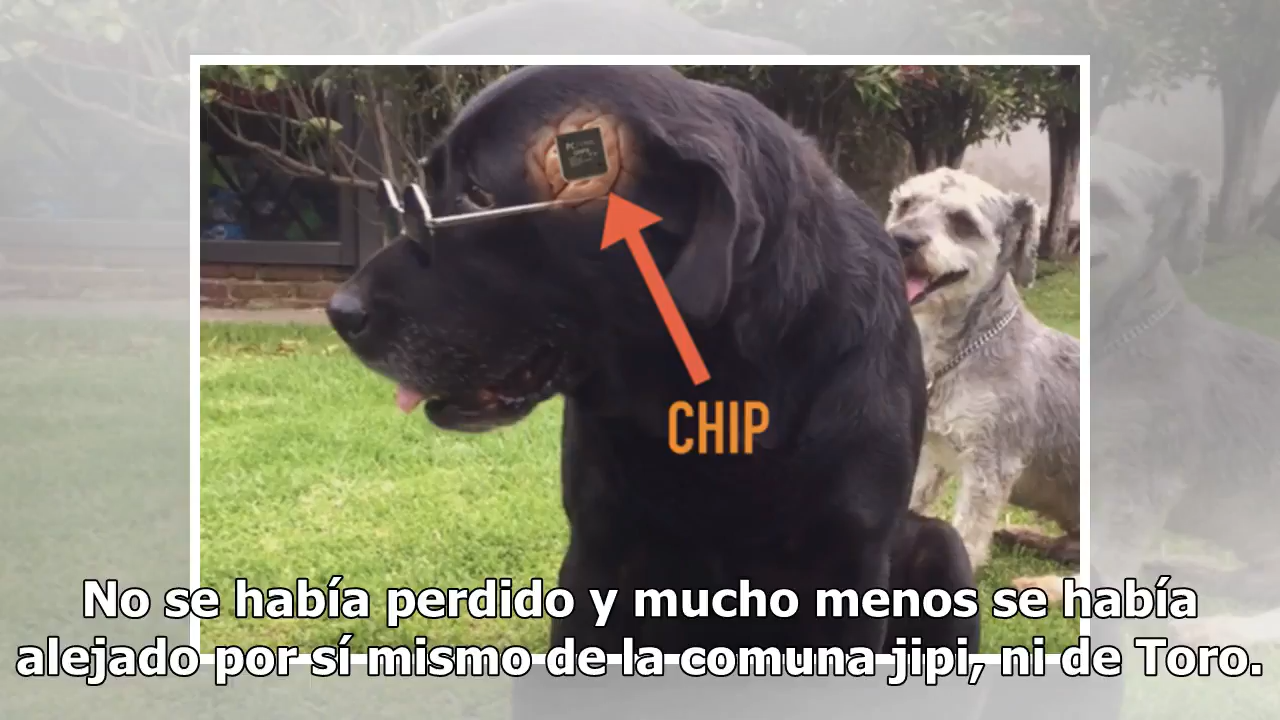 CHIP
No se había perdido y mucho menos se había
alejado por sí mismo de la comuna jipi, ni de Toro.